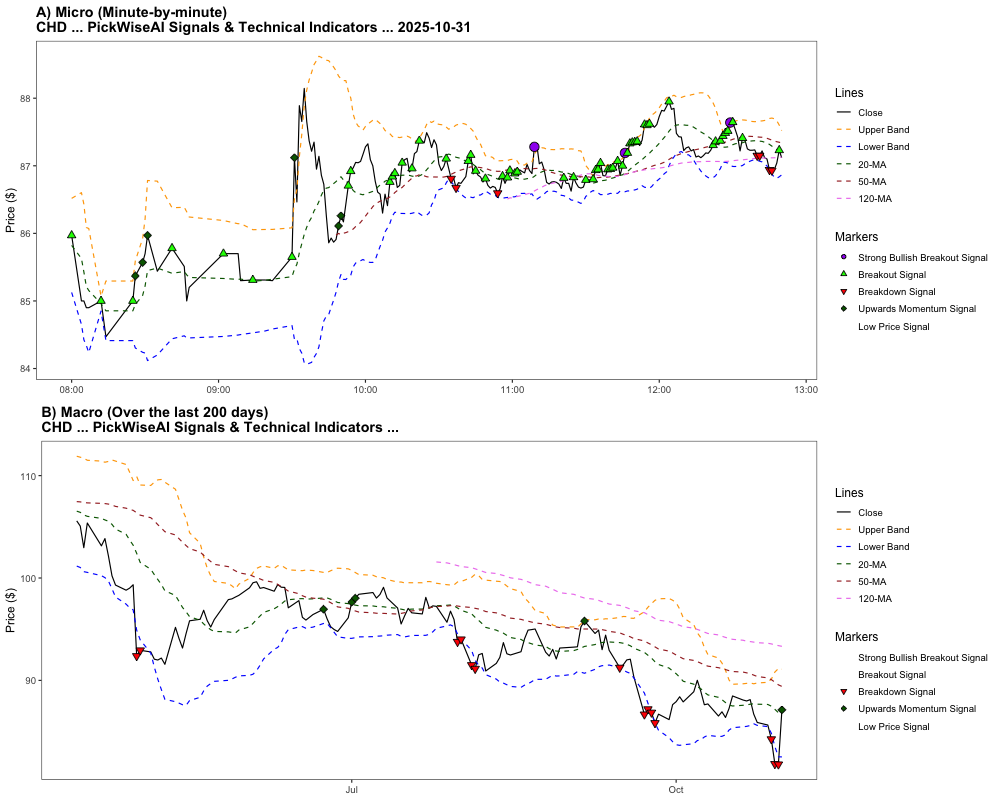 A) Micro (Minute-by-minute)
CHD ... PickWiseAI Signals & Technical Indicators ... 2025-10-31
Price ($)
88
87
86
85
84
08:00
09:00
10:00
11:00
12:00
13:00
Lines
Close
Upper Band
Lower Band
20-MA
50-MA
120-MA
Markers
Strong Bullish Breakout Signal
Breakout Signal
Breakdown Signal
Upwards Momentum Signal
Low Price Signal
B) Macro (Over the last 200 days)
CHD ... PickWiseAI Signals & Technical Indicators ...
Price ($)
110
100
90
Jul
Oct
Lines
Close
Upper Band
Lower Band
20-MA
50-MA
120-MA
Markers
Strong Bullish Breakout Signal
Breakout Signal
Breakdown Signal
Upwards Momentum Signal
Low Price Signal